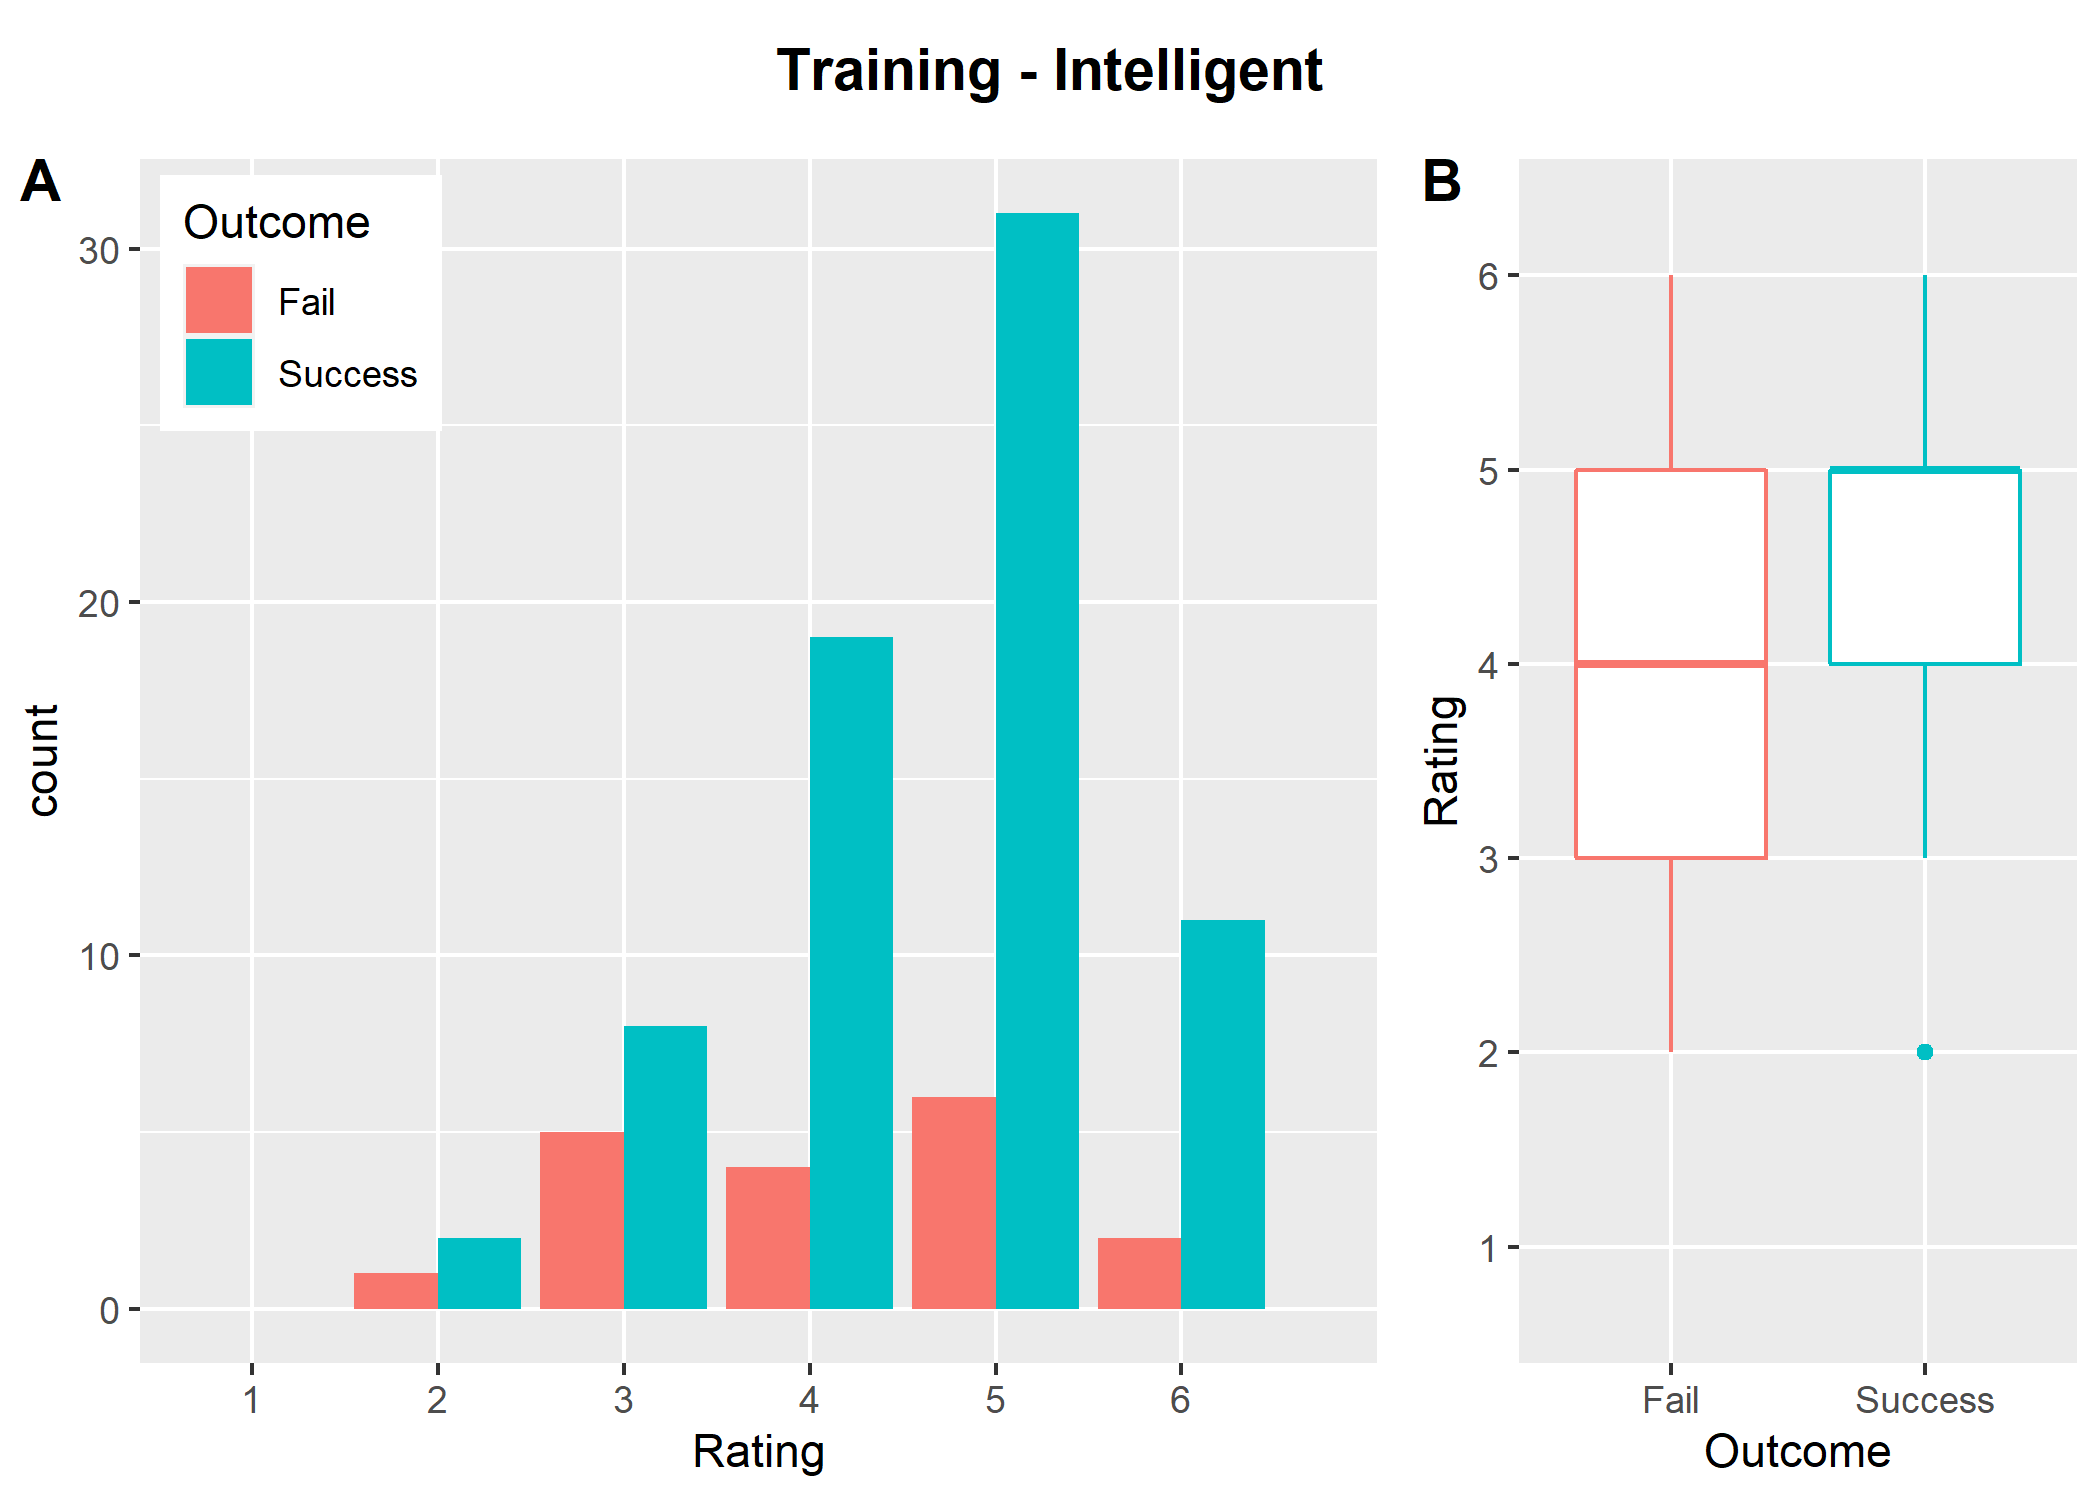 Training - Intelligent
A
Outcome
Fail
Success
30
20
10
0
count
1 2 3 4 5 6
Rating
B
6
5
4
3
2
1
Rating
Fail Success
Outcome